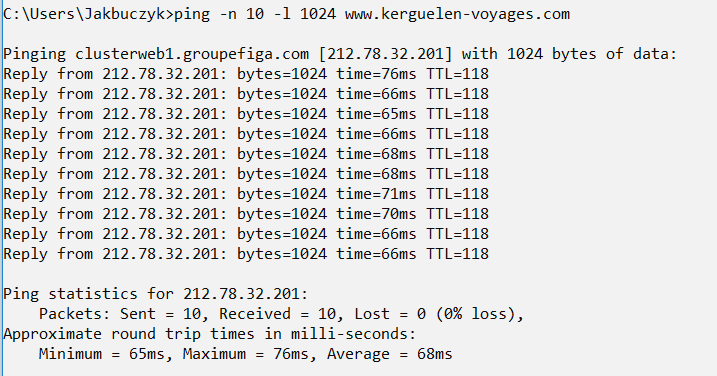 C:\Users\Jakbuczyk>ping -n 10 -l 1024 www.kerguelen-voyages.com
Pinging clusterweb1.groupefiga.com [212.78.32.201] with 1024 bytes of data:
Reply from 212.78.32.201: bytes=1024 time=76ms TTL=118
Reply from 212.78.32.201: bytes=1024 time=66ms TTL=118
Reply from 212.78.32.201: bytes=1024 time=65ms TTL=118
Reply from 212.78.32.201: bytes=1024 time=66ms TTL=118
Reply from 212.78.32.201: bytes=1024 time=68ms TTL=118
Reply from 212.78.32.201: bytes=1024 time=68ms TTL=118
Reply from 212.78.32.201: bytes=1024 time=71ms TTL=118
Reply from 212.78.32.201: bytes=1024 time=70ms TTL=118
Reply from 212.78.32.201: bytes=1024 time=66ms TTL=118
Reply from 212.78.32.201: bytes=1024 time=66ms TTL=118
Ping statistics for 212.78.32.201:
    Packets: Sent = 10, Received = 10, Lost = 0 (0% loss),
Approximate round trip times in milli-seconds:
    Minimum = 65ms, Maximum = 76ms, Average = 68ms